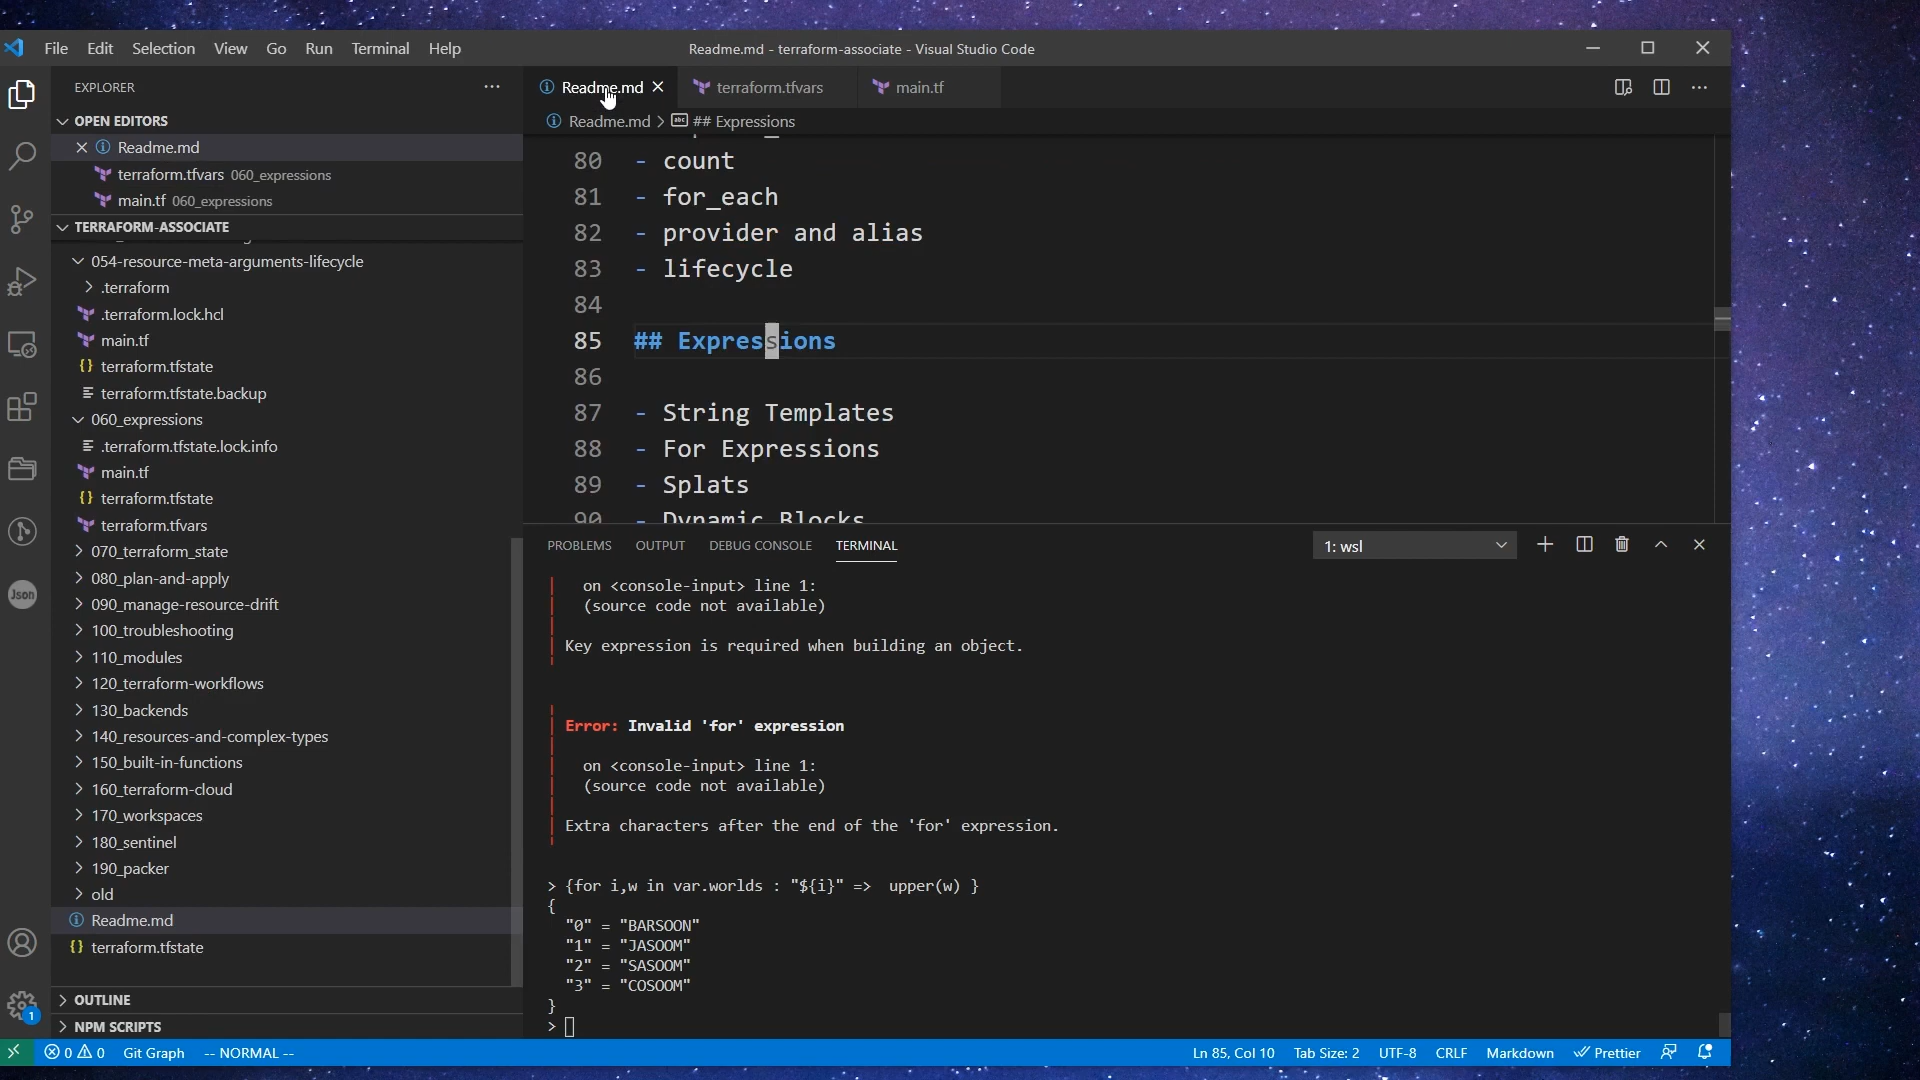 File Edit Selection View Go Run Terminal Help
Readme.md - terraform-associate - Visual Studio Code
EXPLORER
OPEN EDITORS
Readme.md
terraform.tfvars 060_expressions
main.tf 060_expressions
TERRAFORM-ASSOCIATE
054-resource-meta-arguments-lifecycle
.terraform
.terraform.lock.hcl
main.tf
terraform.tfstate
terraform.tfstate.backup
060_expressions
.terraform.tfstate.lock.info
main.tf
terraform.tfstate
terraform.tfvars
070_terraform_state
080_plan-and-apply
090_manage-resource-drift
100_troubleshooting
110_modules
120_terraform-workflows
130_backends
140_resources-and-complex-types
150_built-in-functions
160_terraform-cloud
170_workspaces
180_sentinel
190_packer
old
Readme.md
terraform.tfstate
OUTLINE
NPM SCRIPTS
Json
1
Readme.md terraform.tfvars main.tf
Readme.md > ## Expressions
80 - count
81 - for_each
82 - provider and alias
83 - lifecycle
84
85 ## Expressions
86
87 - String Templates
88 - For Expressions
89 - Splats
90 - Dynamic Blocks
PROBLEMS OUTPUT DEBUG CONSOLE TERMINAL 1: wsl
on <console-input> line 1:
(source code not available)
Key expression is required when building an object.
Error: Invalid 'for' expression
on <console-input> line 1:
(source code not available)
Extra characters after the end of the 'for' expression.
> {for i,w in var.worlds : "${i}" =>  upper(w) }
{
"0" = "BARSOON"
"1" = "JASOOM"
"2" = "SASOOM"
"3" = "COSOOM"
}
>
0 0 Git Graph -- NORMAL -- Ln 85, Col 10 Tab Size: 2 UTF-8 CRLF Markdown Prettier